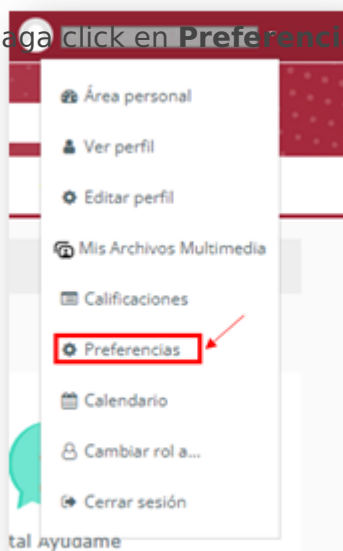 aga click en Preferenci
Área personal
Ver perfil
Editar perfil
Mis Archivos Multimedia
Calificaciones
Preferencias
Calendario
Cambiar rol a...
Cerrar sesión
tal Ayudame